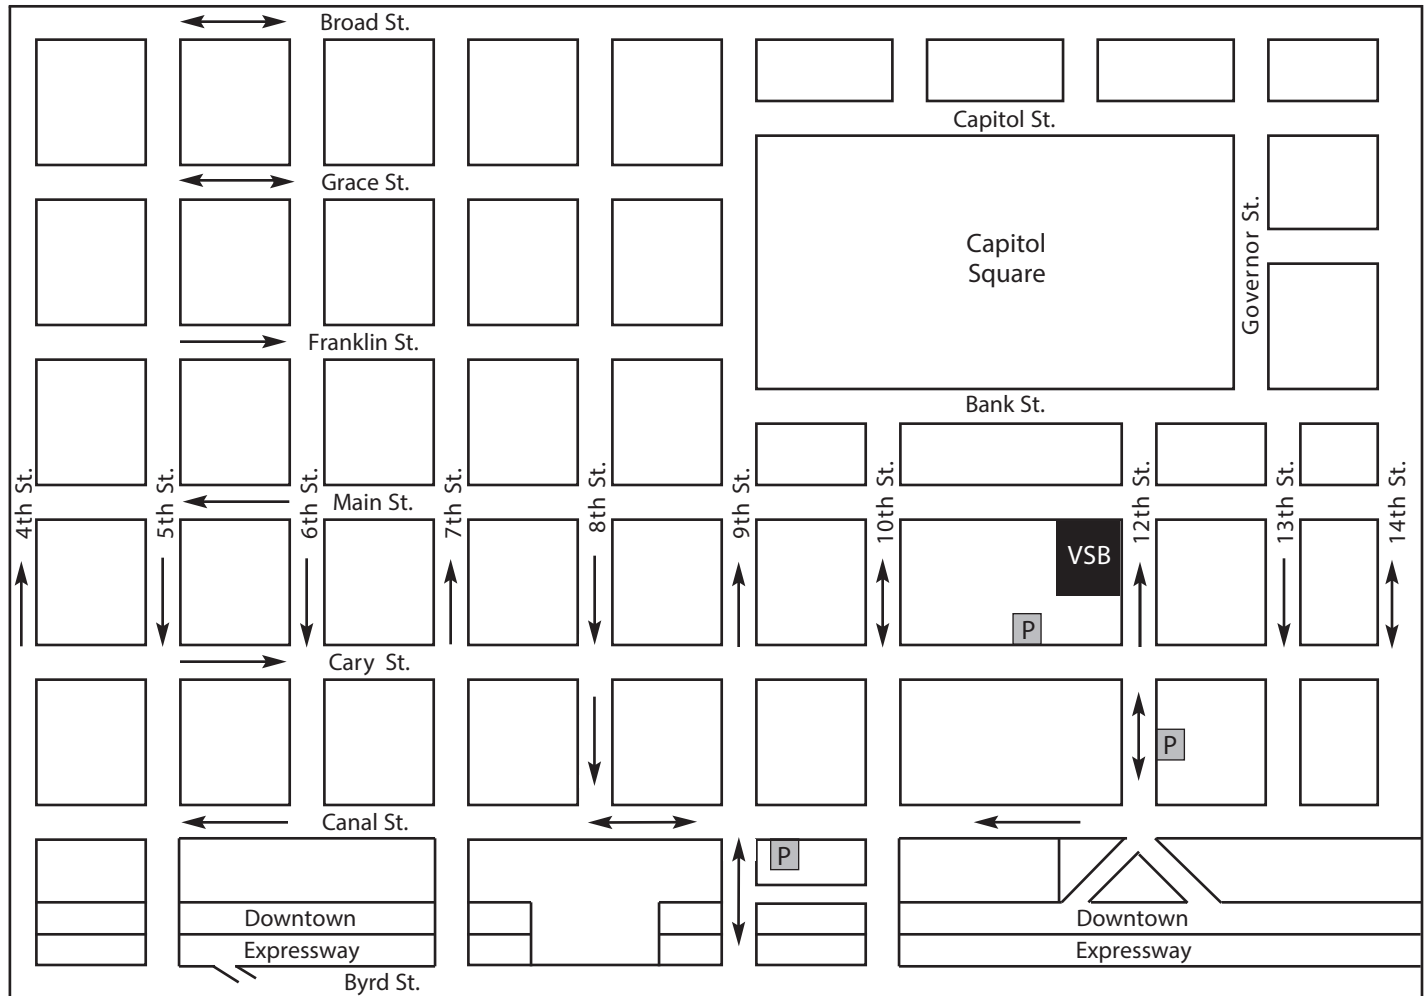 Broad St.
Capitol St.
Grace St.
Capitol
Square
Governor St.
Franklin St.
Bank St.
4th St.
5th St.
6th St.
Main St.
7th St.
8th St.
9th St.
10th St.
12th St.
13th St.
14th St.
VSB
P
Cary St.
P
Canal St.
P
Downtown
Expressway
Downtown
Expressway
Byrd St.